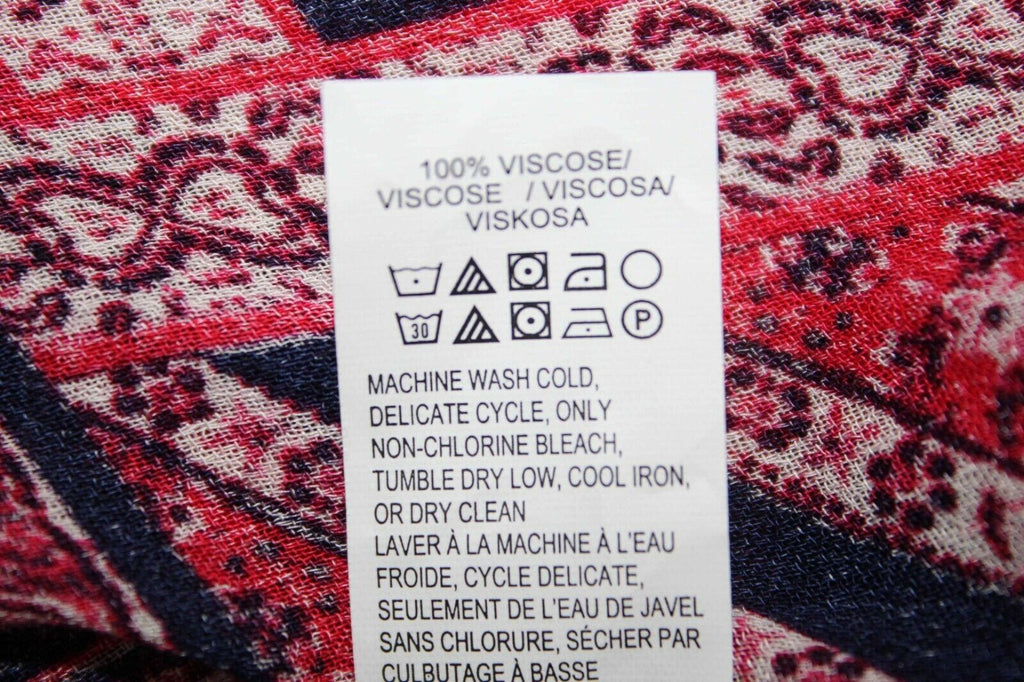 100% VISCOSE/
VISCOSE / VISCOSA/
VISKOSA
30 P
MACHINE WASH COLD,
DELICATE CYCLE, ONLY
NON-CHLORINE BLEACH,
TUMBLE DRY LOW, COOL IRON,
OR DRY CLEAN
LAVER À LA MACHINE À L'EAU
FROIDE, CYCLE DELICATE,
SEULEMENT DE L'EAU DE JAVEL
SANS CHLORURE, SÉCHER PAR
CULBUTAGE À BASSE